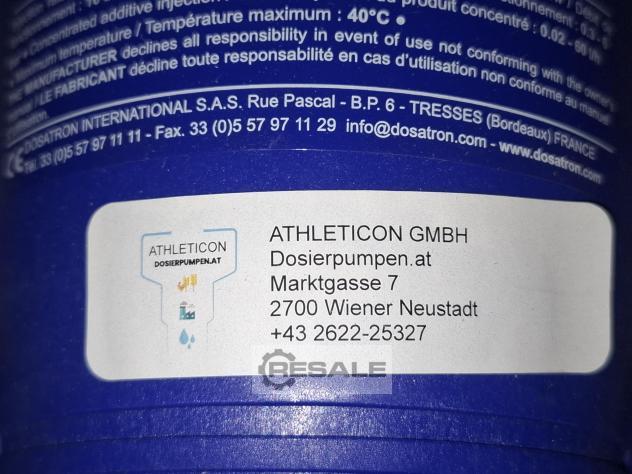 Concentrated additive injection
produit concentré : 0.02 - 60 l/h
Maximum temperature / Température maximum : 40°C ●
MANUFACTURER declines all responsibility in event of use not conforming with the owner's
/ LE FABRICANT décline toute responsabilité en cas d'utilisation non conforme au manuel
CE DOSATRON INTERNATIONAL S.A.S. Rue Pascal - B.P. 6 - TRESSES (Bordeaux) FRANCE
Tél. 33 (0)5 57 97 11 11 - Fax. 33 (0)5 57 97 11 29 info@dosatron.com - www.dosatron.com
ATHLETICON
DOSIERPUMPEN.AT
ATHLETICON GMBH
Dosierpumpen.at
Marktgasse 7
2700 Wiener Neustadt
+43 2622-25327
RESALE